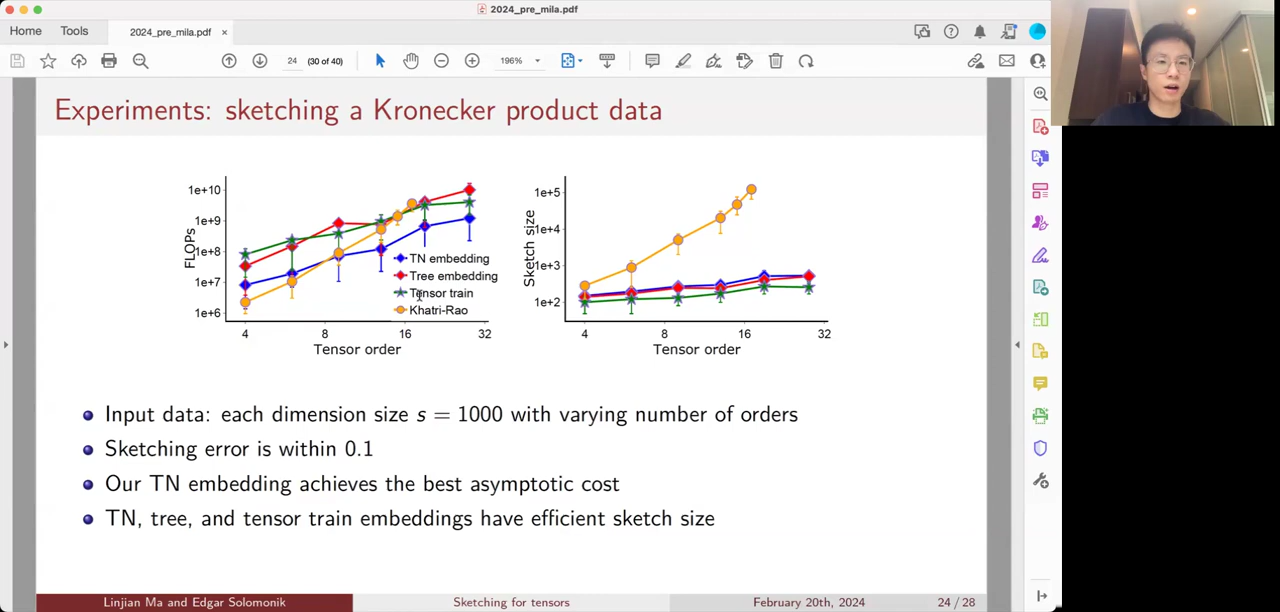 2024_pre_mila.pdf
Home
Tools
2024_pre_mila.pdf ×
24
(30 of 40)
196%
Experiments: sketching a Kronecker product data
FLOPs
1e+10
1e+9
1e+8
1e+7
1e+6
4 8 16 32
Tensor order
TN embedding
Tree embedding
Tensor train
Khatri-Rao
Sketch size
1e+5
1e+4
1e+3
1e+2
4 8 16 32
Tensor order
Input data: each dimension size s = 1000 with varying number of orders
Sketching error is within 0.1
Our TN embedding achieves the best asymptotic cost
TN, tree, and tensor train embeddings have efficient sketch size
Linjian Ma and Edgar Solomonik
Sketching for tensors
February 20th, 2024
24 / 28